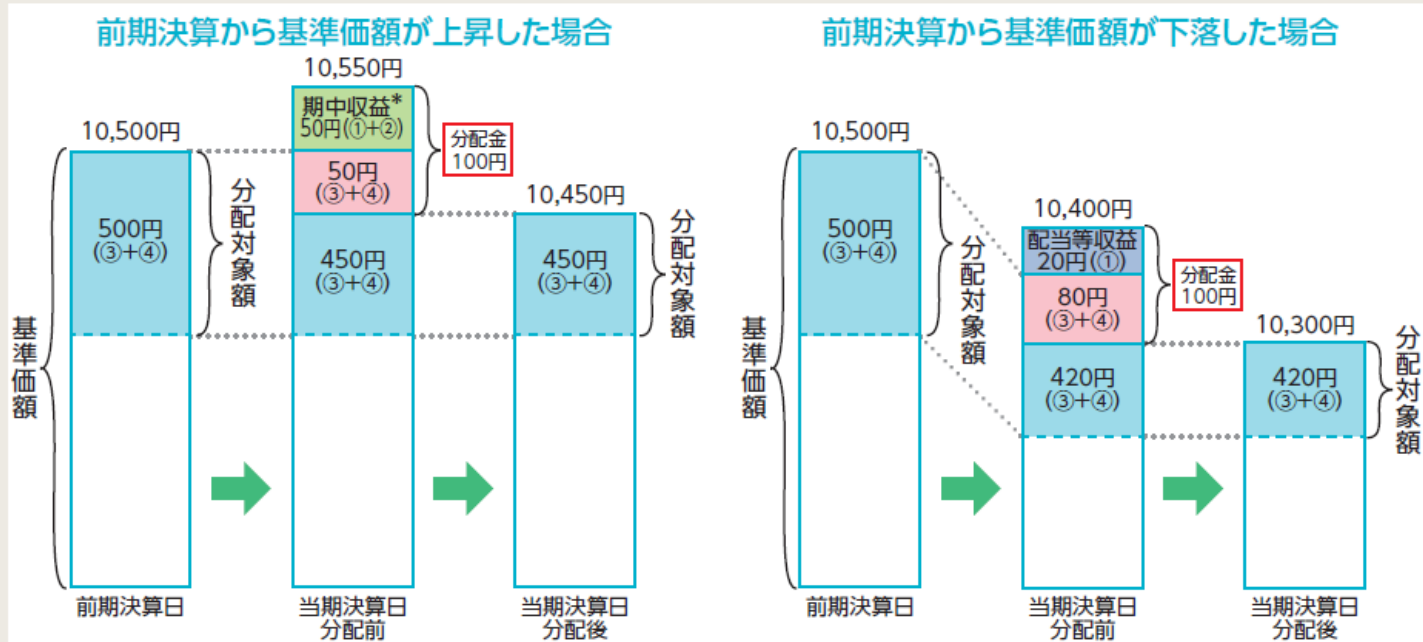 前期決算から基準価額が上昇した場合
10,500円
500円
(③+④)
分配対象額
基準価額
10,550円
期中収益*
50円(①+②)
50円
(③+④)
450円
(③+④)
分配金
100円
10,450円
450円
(③+④)
分配対象額
前期決算日
当期決算日
分配前
当期決算日
分配後
前期決算から基準価額が下落した場合
10,500円
500円
(③+④)
分配対象額
基準価額
10,400円
配当等収益
20円(①)
80円
(③+④)
420円
(③+④)
分配金
100円
10,300円
420円
(③+④)
分配対象額
前期決算日
当期決算日
分配前
当期決算日
分配後